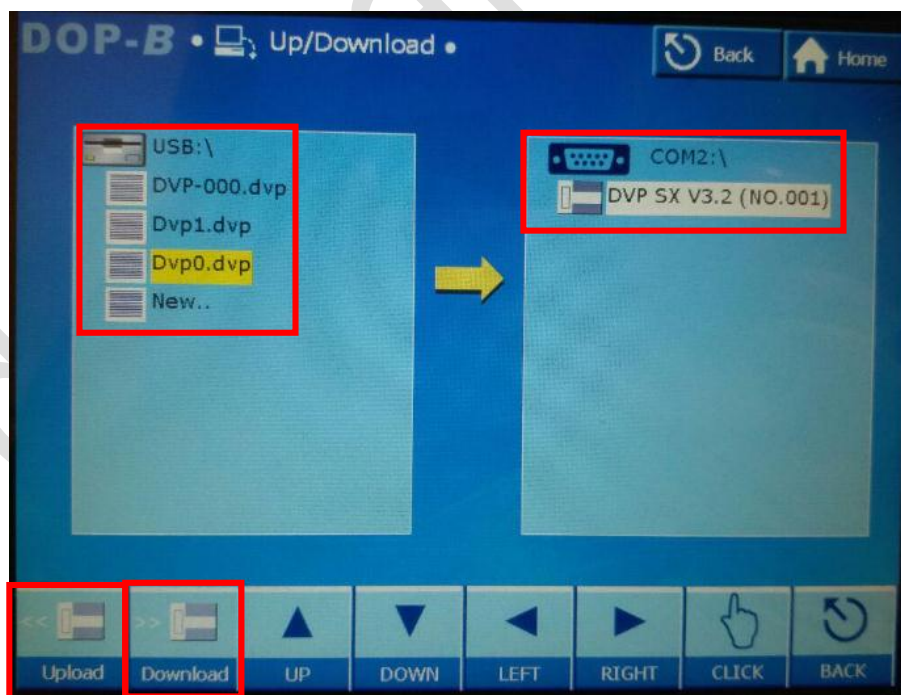 DOP-B • Up/Download •
Back
Home
USB:\
DVP-000.dvp
Dvp1.dvp
Dvp0.dvp
New..
COM2:\
DVP SX V3.2 (NO.001)
<< >>
Upload Download UP DOWN LEFT RIGHT CLICK BACK